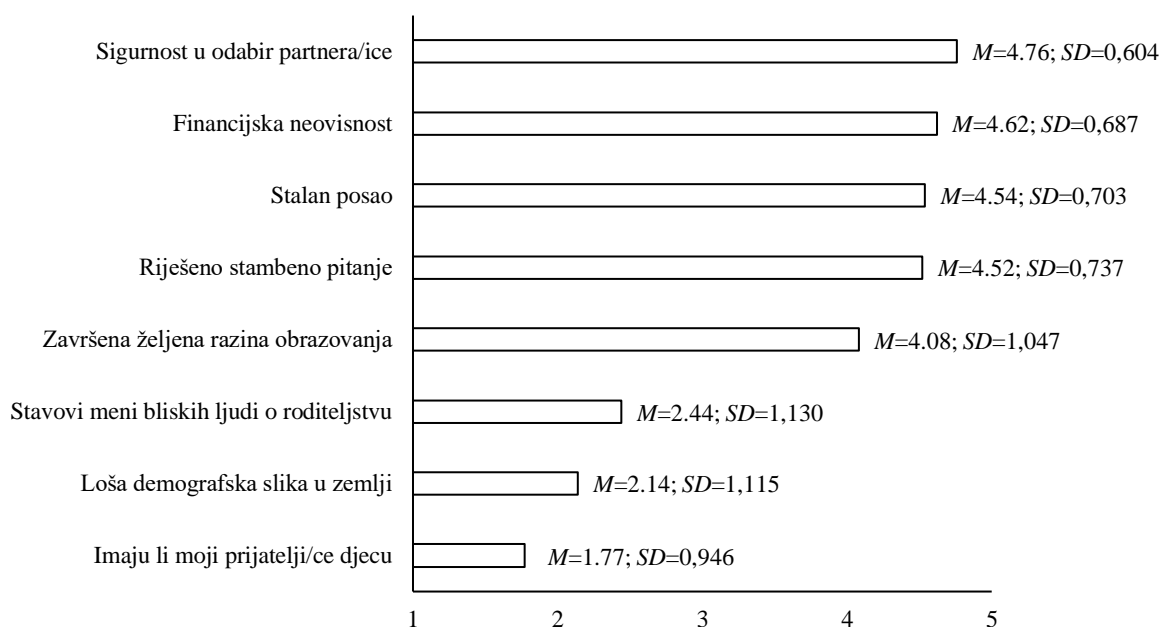 Sigurnost u odabir partnera/ice M=4.76; SD=0,604
Financijska neovisnost M=4.62; SD=0,687
Stalan posao M=4.54; SD=0,703
Riješeno stambeno pitanje M=4.52; SD=0,737
Završena željena razina obrazovanja M=4.08; SD=1,047
Stavovi meni bliskih ljudi o roditeljstvu M=2.44; SD=1,130
Loša demografska slika u zemlji M=2.14; SD=1,115
Imaju li moji prijatelji/ce djecu M=1.77; SD=0,946
1 2 3 4 5